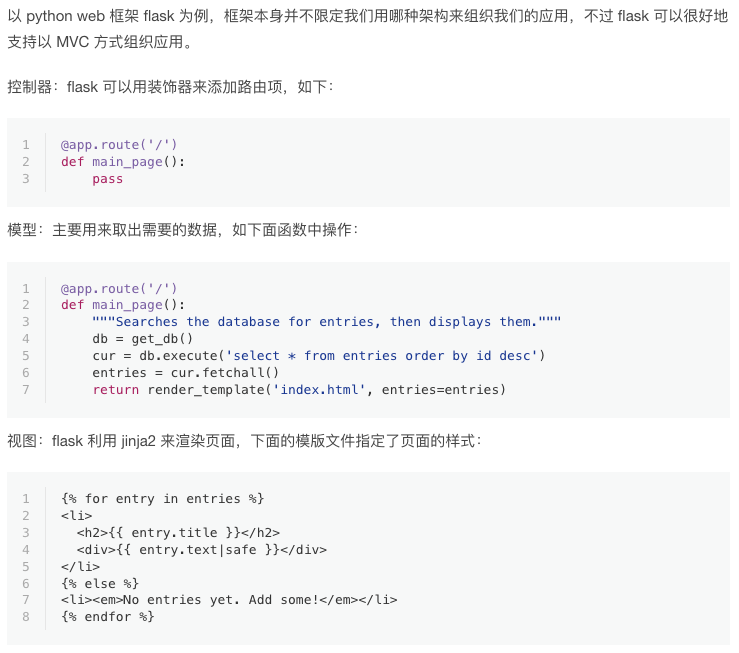 以 python web 框架 flask 为例，框架本身并不限定我们用哪种架构来组织我们的应用，不过 flask 可以很好地
支持以 MVC 方式组织应用。
控制器：flask 可以用装饰器来添加路由项，如下：
1 @app.route('/')
2 def main_page():
3     pass
模型：主要用来取出需要的数据，如下面函数中操作：
1 @app.route('/')
2 def main_page():
3     """Searches the database for entries, then displays them."""
4     db = get_db()
5     cur = db.execute('select * from entries order by id desc')
6     entries = cur.fetchall()
7     return render_template('index.html', entries=entries)
视图：flask 利用 jinja2 来渲染页面，下面的模版文件指定了页面的样式：
1 {% for entry in entries %}
2 <li>
3   <h2>{{ entry.title }}</h2>
4   <div>{{ entry.text|safe }}</div>
5 </li>
6 {% else %}
7 <li><em>No entries yet. Add some!</em></li>
8 {% endfor %}